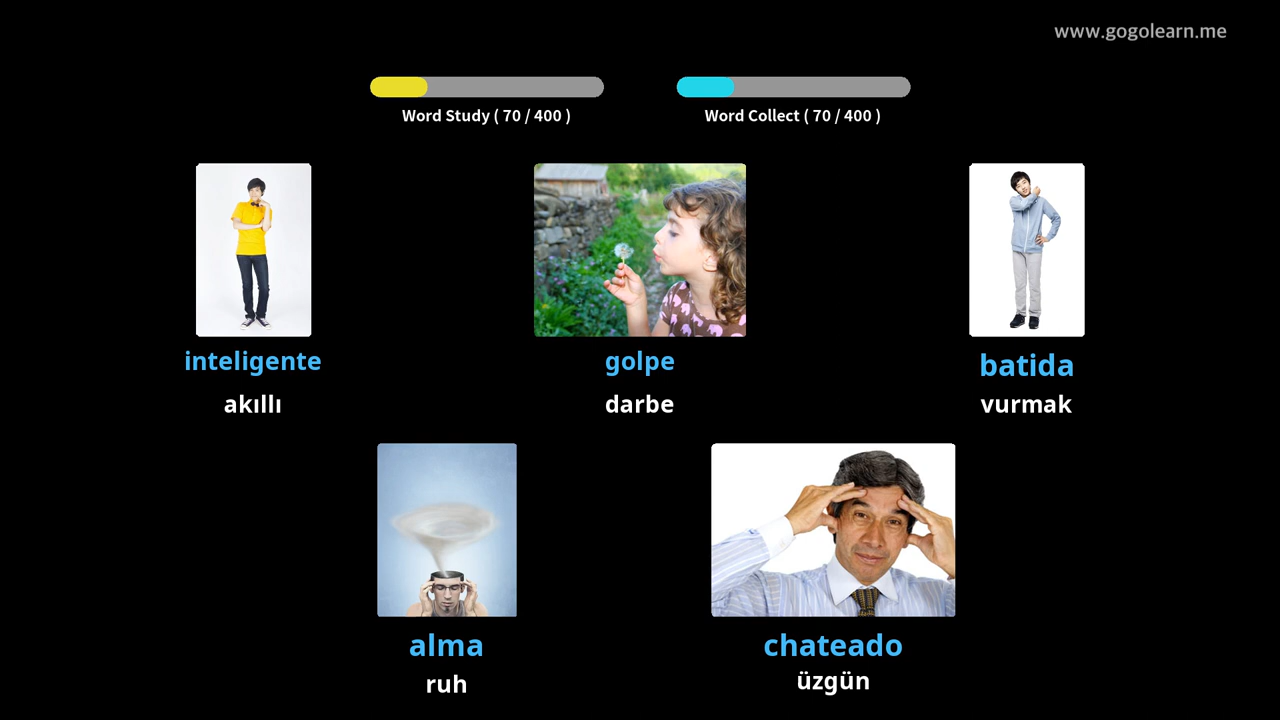 www.gogolearn.me
Word Study ( 70 / 400 )
Word Collect ( 70 / 400 )
inteligente
akıllı
golpe
darbe
batida
vurmak
alma
ruh
chateado
üzgün